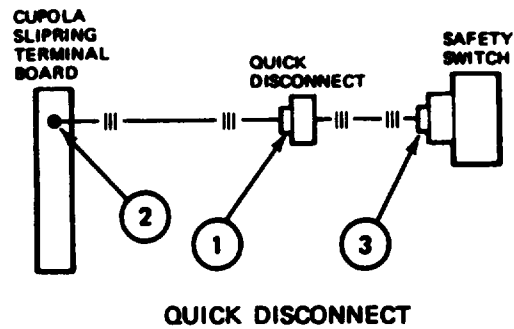 CUPOLA
SLIPRING
TERMINAL
BOARD
QUICK
DISCONNECT
SAFETY
SWITCH
2
1
3
QUICK DISCONNECT